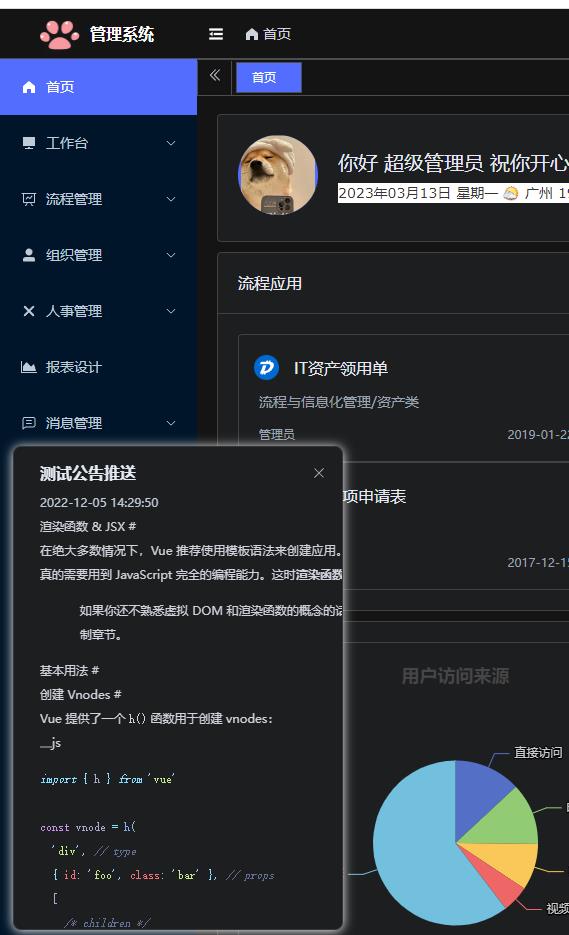 管理系统
首页
首页
首页
工作台
流程管理
组织管理
人事管理
报表设计
消息管理
你好 超级管理员 祝你开心
2023年03月13日 星期一 广州
流程应用
IT资产领用单
流程与信息化管理/资产类
管理员
2019-01-22
项申请表
2017-12-15
用户访问来源
直接访问
视频
测试公告推送
2022-12-05 14:29:50
渲染函数 & JSX #
在绝大多数情况下，Vue 推荐使用模板语法来创建应用。
真的需要用到 JavaScript 完全的编程能力。这时渲染函数
如果你还不熟悉虚拟 DOM 和渲染函数的概念的话
制章节。
基本用法 #
创建 Vnodes #
Vue 提供了一个 h() 函数用于创建 vnodes：
__js
import { h } from 'vue'
const vnode = h(
'div', // type
{ id: 'foo', class: 'bar' }, // props
[
/* children */